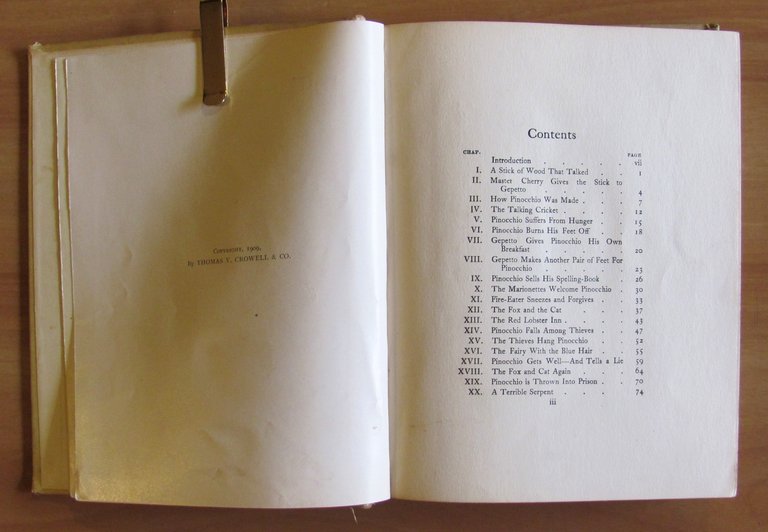 Copyright, 1909,
By THOMAS Y. CROWELL & CO.
Contents
CHAP. PAGE
Introduction . . . . . vii
I. A Stick of Wood That Talked . . 1
II. Master Cherry Gives the Stick to
Gepetto . . . . . 4
III. How Pinocchio Was Made . . . 7
IV. The Talking Cricket . . . . 12
V. Pinocchio Suffers From Hunger . . 15
VI. Pinocchio Burns His Feet Off . . 18
VII. Gepetto Gives Pinocchio His Own
Breakfast . . . . . 20
VIII. Gepetto Makes Another Pair of Feet For
Pinocchio . . . . . 23
IX. Pinocchio Sells His Spelling-Book . 26
X. The Marionettes Welcome Pinocchio . 30
XI. Fire-Eater Sneezes and Forgives . . 33
XII. The Fox and the Cat . . . 37
XIII. The Red Lobster Inn . . . . 43
XIV. Pinocchio Falls Among Thieves . . 47
XV. The Thieves Hang Pinocchio . . 52
XVI. The Fairy With the Blue Hair . . 55
XVII. Pinocchio Gets Well—And Tells a Lie 59
XVIII. The Fox and Cat Again . . . 64
XIX. Pinocchio is Thrown Into Prison . . 70
XX. A Terrible Serpent . . . . 74
iii